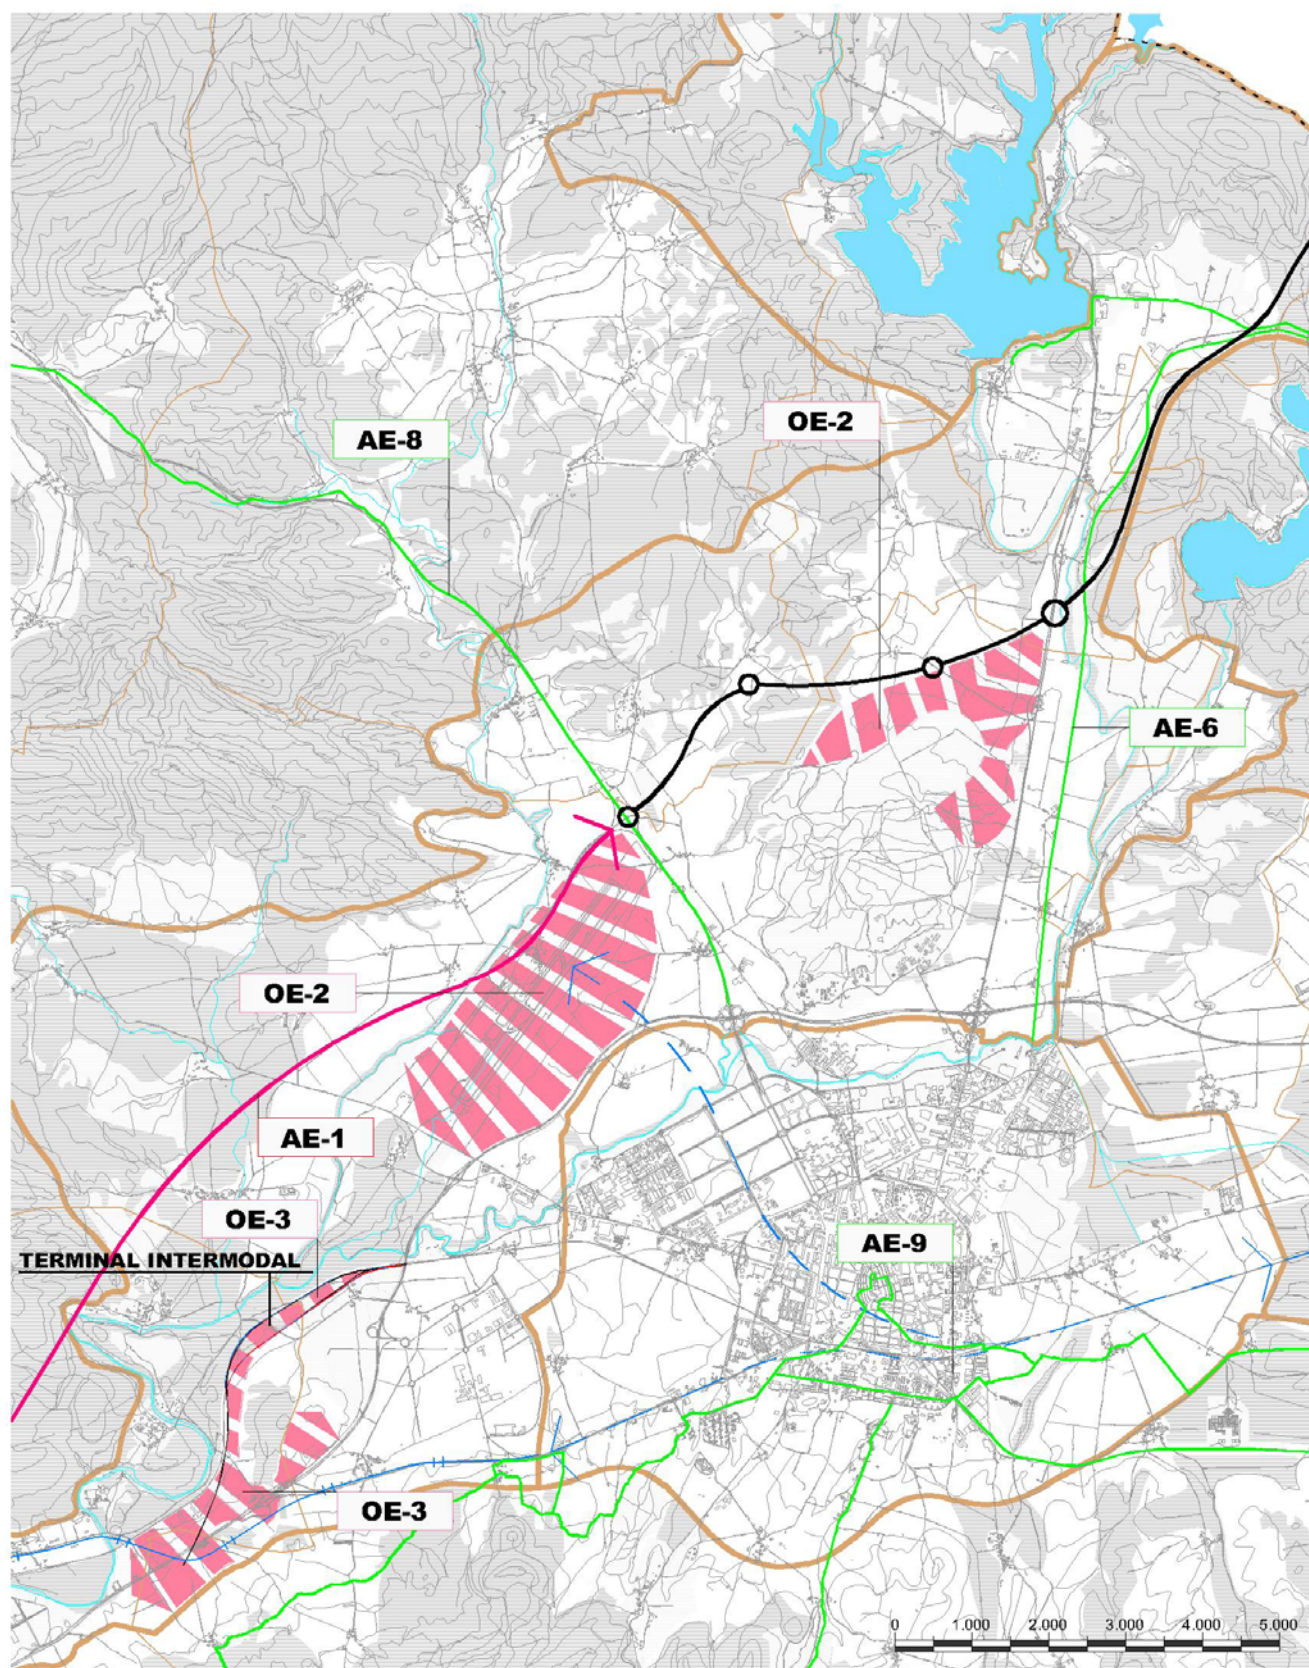 OE-2
AE-8
AE-6
OE-2
AE-1
OE-3
AE-9
TERMINAL INTERMODAL
OE-3
0 1.000 2.000 3.000 4.000 5.000